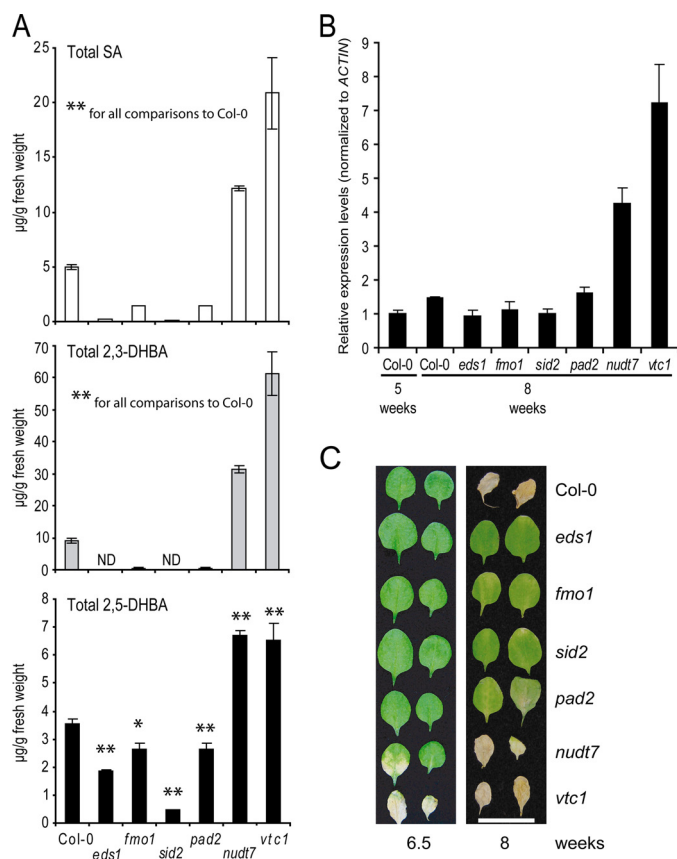 A
Total SA
** for all comparisons to Col-0
µg/g fresh weight
25
20
15
10
5
0
Total 2,3-DHBA
** for all comparisons to Col-0
µg/g fresh weight
70
60
50
40
30
20
10
0
ND
ND
Total 2,5-DHBA
µg/g fresh weight
8
7
6
5
4
3
2
1
0
**
*
**
**
**
**
Col-0
eds1
fmo1
sid2
pad2
nudt7
vtc1
B
Relative expression levels (normalized to ACTIN)
9
8
7
6
5
4
3
2
1
0
Col-0 Col-0 eds1 fmo1 sid2 pad2 nudt7 vtc1
5 weeks
8 weeks
C
Col-0
eds1
fmo1
sid2
pad2
nudt7
vtc1
6.5 8 weeks